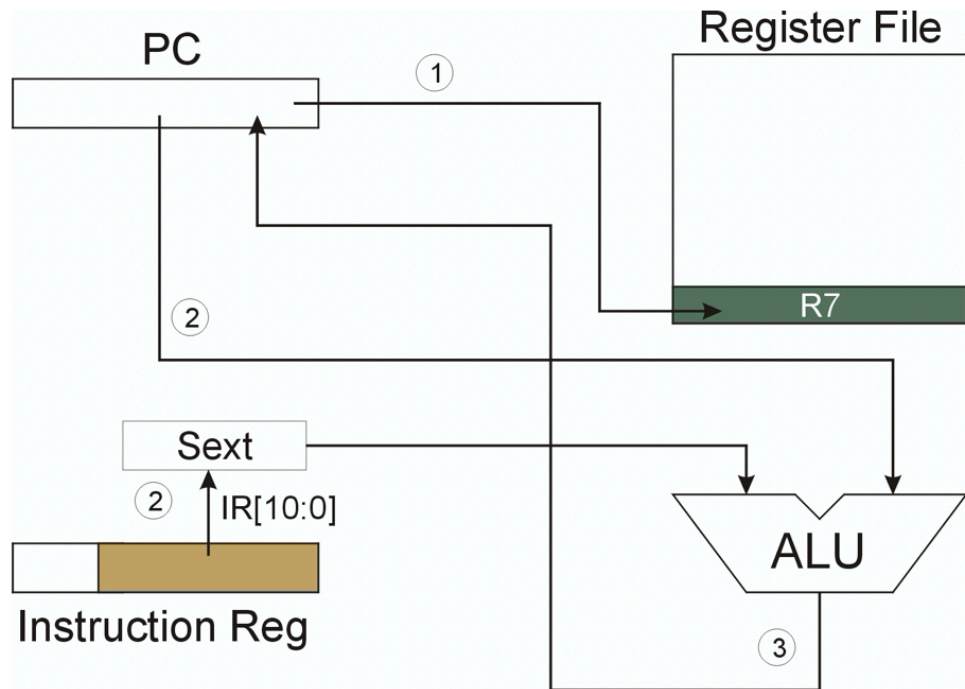 Register File
PC
1
R7
2
Sext
2
IR[10:0]
ALU
Instruction Reg
3